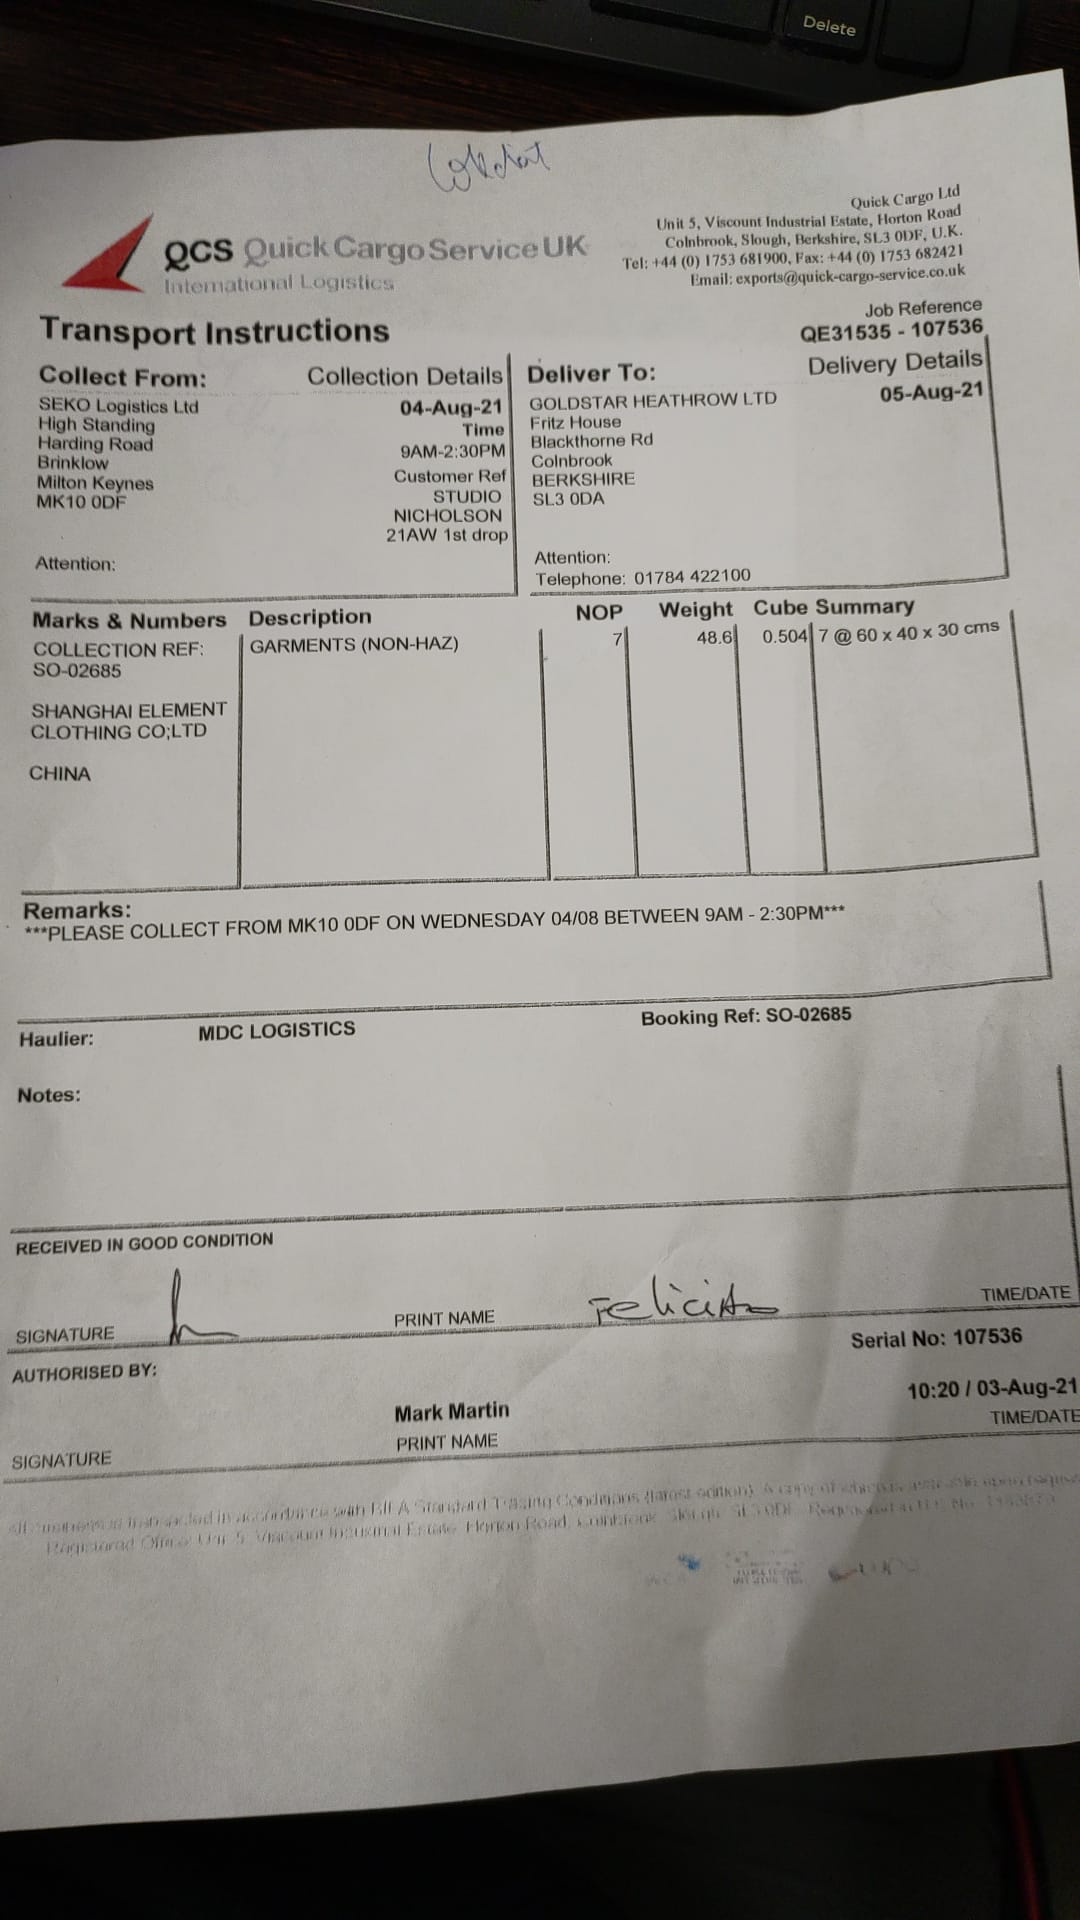 Delete
QCS Quick Cargo Service UK
International Logistics
Quick Cargo Ltd
Unit 5, Viscount Industrial Estate, Horton Road
Colnbrook, Slough, Berkshire, SL3 0DF, U.K.
Tel: +44 (0) 1753 681900, Fax: +44 (0) 1753 682421
Email: exports@quick-cargo-service.co.uk
Transport Instructions
Job Reference
QE31535 - 107536
Collect From:
SEKO Logistics Ltd
High Standing
Harding Road
Brinklow
Milton Keynes
MK10 0DF
Attention:
Collection Details
04-Aug-21
Time
9AM-2:30PM
Customer Ref
STUDIO
NICHOLSON
21AW 1st drop
Deliver To:
GOLDSTAR HEATHROW LTD
Fritz House
Blackthorne Rd
Colnbrook
BERKSHIRE
SL3 0DA
Attention:
Telephone: 01784 422100
Delivery Details
05-Aug-21
Marks & Numbers Description NOP Weight Cube Summary
COLLECTION REF: GARMENTS (NON-HAZ) 7 48.6 0.504 7 @ 60 x 40 x 30 cms
SO-02685
SHANGHAI ELEMENT
CLOTHING CO;LTD
CHINA
Remarks:
***PLEASE COLLECT FROM MK10 0DF ON WEDNESDAY 04/08 BETWEEN 9AM - 2:30PM***
Haulier: MDC LOGISTICS Booking Ref: SO-02685
Notes:
RECEIVED IN GOOD CONDITION
SIGNATURE PRINT NAME Felicita TIME/DATE
Serial No: 107536
AUTHORISED BY:
Mark Martin 10:20 / 03-Aug-21
SIGNATURE PRINT NAME TIME/DATE
All business is transacted in accordance with BIFA Standard Trading Conditions (latest edition). A copy of which is available upon request
Registered Office: Unit 5, Viscount Industrial Estate, Horton Road, Colnbrook, Slough, SL3 0DF. Registered in